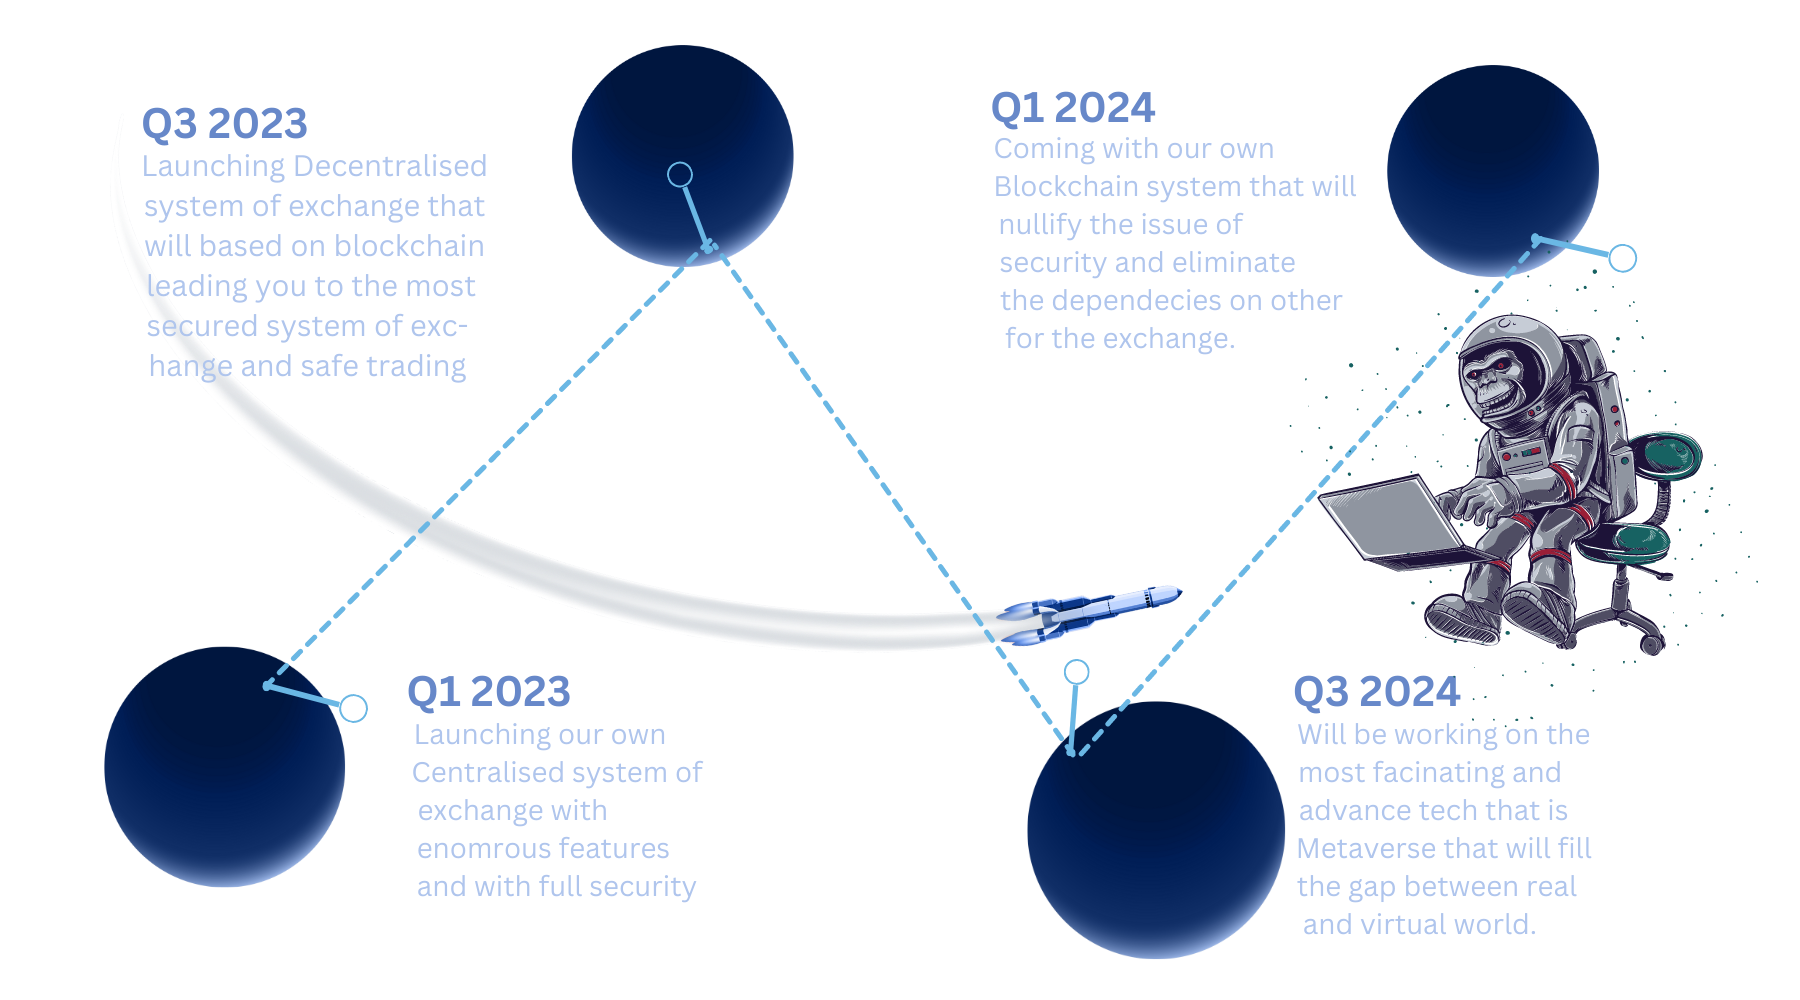 Q3 2023
Launching Decentralised
system of exchange that
will based on blockchain
leading you to the most
secured system of exc-
hange and safe trading
Q1 2024
Coming with our own
Blockchain system that will
nullify the issue of
security and eliminate
the dependecies on other
for the exchange.
Q1 2023
Launching our own
Centralised system of
exchange with
enomrous features
and with full security
Q3 2024
Will be working on the
most facinating and
advance tech that is
Metaverse that will fill
the gap between real
and virtual world.